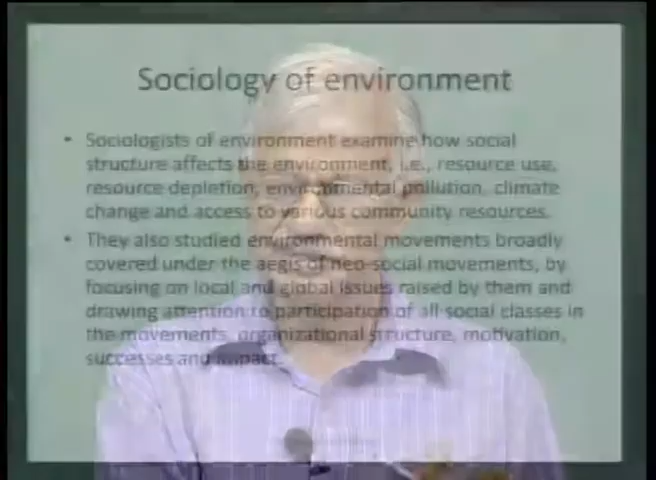 Sociology of environment
• Sociologists of environment examine how social
structure affects the environment, i.e., resource use,
resource depletion, environmental pollution, climate
change and access to various community resources.
• They also studied environmental movements broadly
covered under the aegis of neo-social movements, by
focusing on local and global issues raised by them and
drawing attention to participation of all social classes in
the movements, organizational structure, motivation,
successes and impact.